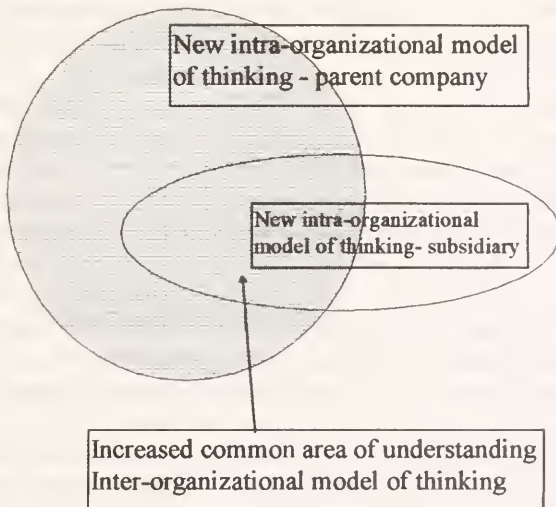 New intra-organizational model
of thinking - parent company
New intra-organizational
model of thinking- subsidiary
Increased common area of understanding
Inter-organizational model of thinking